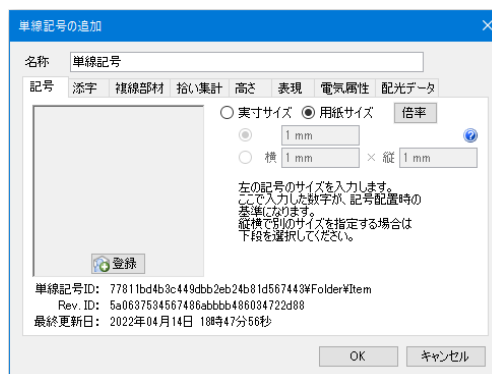 単線記号の追加
名称 単線記号
記号 添字 複線部材 拾い集計 高さ 表現 電気属性 配光データ
実寸サイズ 用紙サイズ 倍率
1 mm
横 1 mm × 縦 1 mm
左の記号のサイズを入力します。
ここで入力した数字が、記号配置時の
基準になります。
縦横で別のサイズを指定する場合は
下段を選択してください。
登録
単線記号ID: 77811bd4b3c449dbb2eb24b81d567443¥Folder¥Item
Rev. ID: 5a0637534567486abbbb486034722d88
最終更新日: 2022年04月14日 18時47分56秒
OK キャンセル